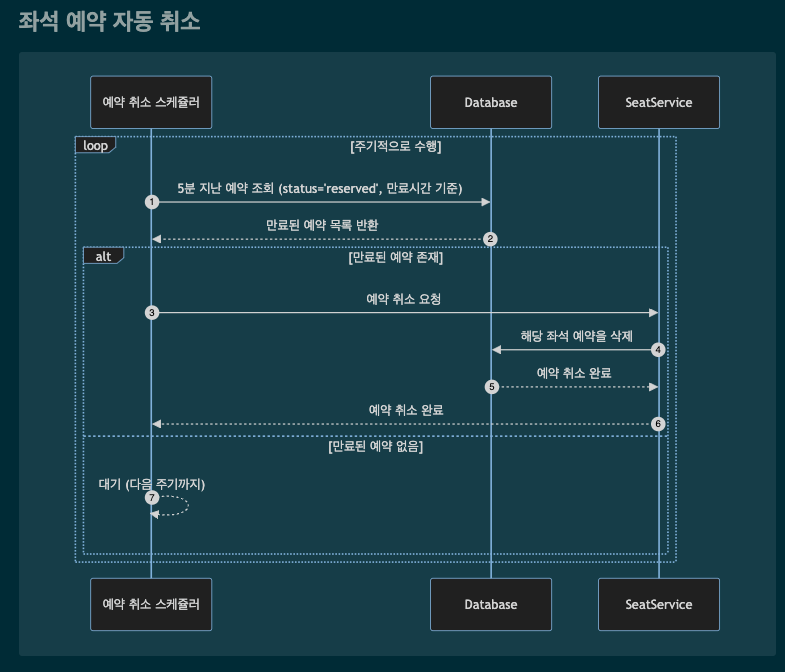 좌석 예약 자동 취소
예약 취소 스케쥴러
Database
SeatService
loop
[주기적으로 수행]
5분 지난 예약 조회 (status='reserved', 만료시간 기준)
1
만료된 예약 목록 반환
2
alt
[만료된 예약 존재]
예약 취소 요청
3
해당 좌석 예약을 삭제
4
예약 취소 완료
5
예약 취소 완료
6
[만료된 예약 없음]
대기 (다음 주기까지)
7
예약 취소 스케쥴러
Database
SeatService